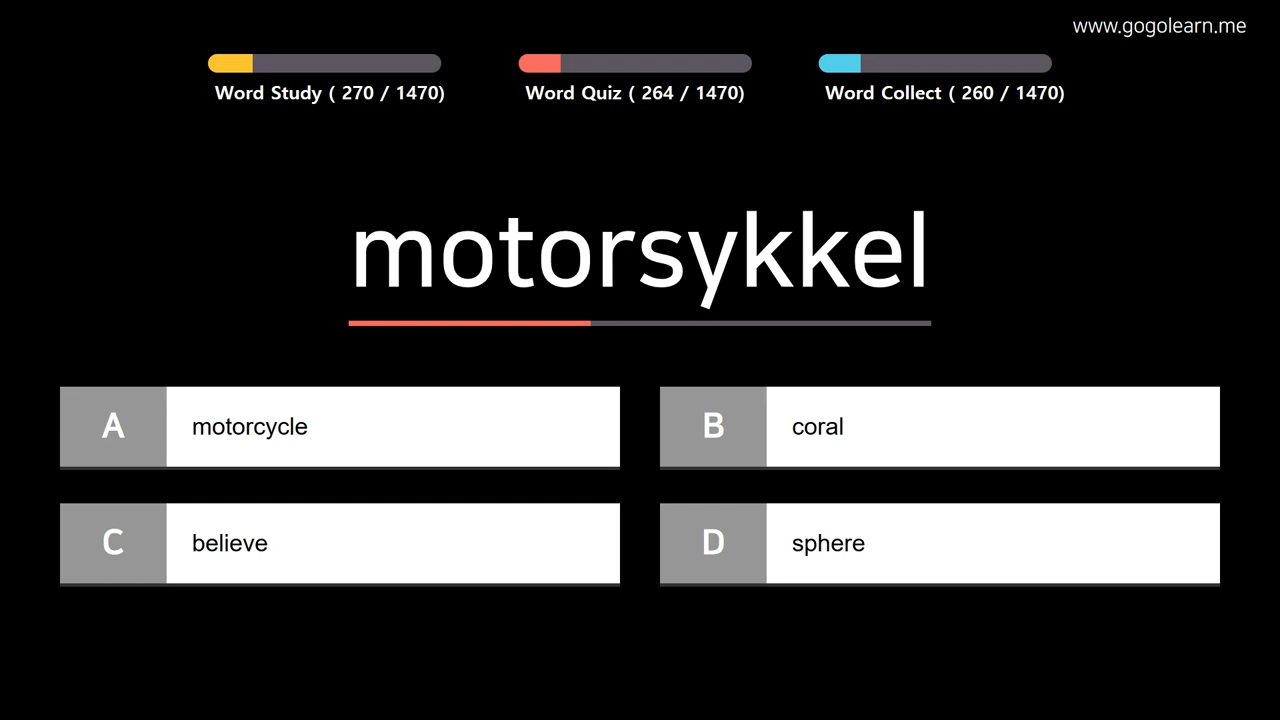 www.gogolearn.me
Word Study ( 270 / 1470)
Word Quiz ( 264 / 1470)
Word Collect ( 260 / 1470)
motorsykkel
A motorcycle
B coral
C believe
D sphere